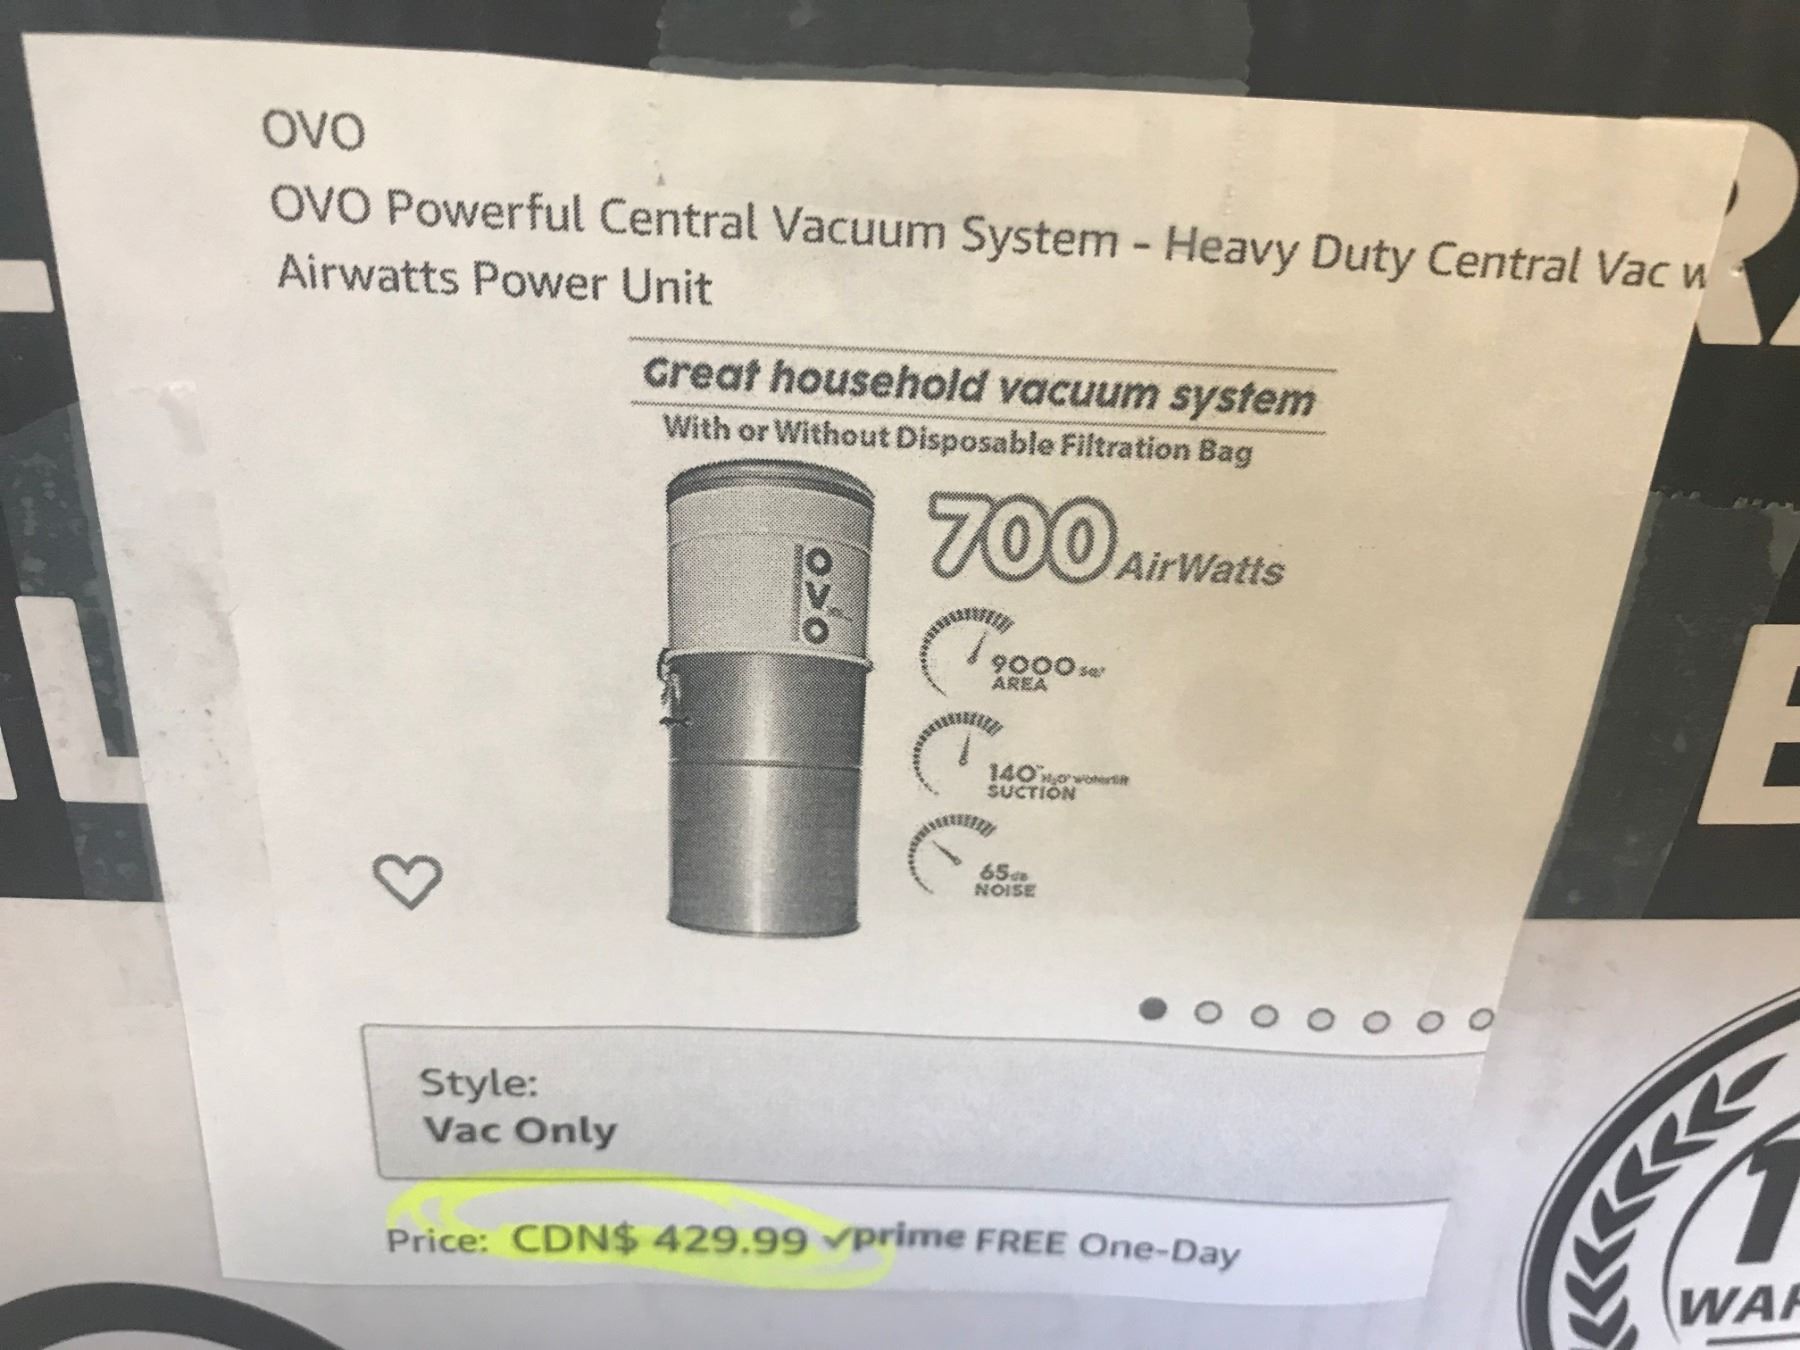 OVO
OVO Powerful Central Vacuum System - Heavy Duty Central Vac w
Airwatts Power Unit
Great household vacuum system
With or Without Disposable Filtration Bag
OVO
700 AirWatts
9000
AREA
140" H₂O
SUCTION
65 dB
NOISE
Style:
Vac Only
Price: CDN$ 429.99 ✓prime FREE One-Day